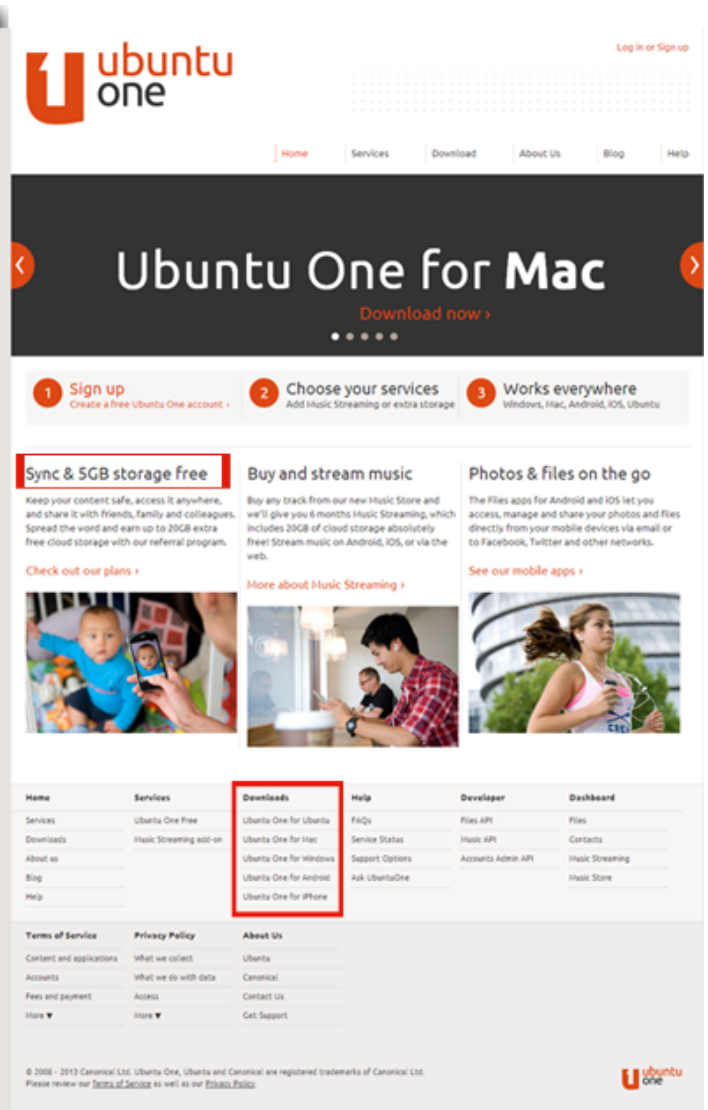 ubuntu
one
Log in or Sign up
Home Services Download About Us Blog Help
Ubuntu One for Mac
Download now ›
1 Sign up
Create a free Ubuntu One account ›
2 Choose your services
Add Music Streaming or extra storage
3 Works everywhere
Windows, Mac, Android, iOS, Ubuntu
Sync & 5GB storage free
Keep your content safe, access it anywhere,
and share it with friends, family and colleagues.
Spread the word and earn up to 20GB extra
free cloud storage with our referral program.
Check out our plans ›
Buy and stream music
Buy any track from our new Music Store and
we'll give you 6 months Music Streaming, which
includes 20GB of cloud storage absolutely
free! Stream music on Android, iOS, or via the
web.
More about Music Streaming ›
Photos & files on the go
The Files apps for Android and iOS let you
access, manage and share your photos and files
directly from your mobile devices via email or
to Facebook, Twitter and other networks.
See our mobile apps ›
Home
Services
Downloads
About us
Blog
Help
Services
Ubuntu One Free
Music Streaming add-on
Downloads
Ubuntu One for Ubuntu
Ubuntu One for Mac
Ubuntu One for Windows
Ubuntu One for Android
Ubuntu One for iPhone
Help
FAQs
Service Status
Support Options
Ask UbuntuOne
Developer
Files API
Music API
Accounts Admin API
Dashboard
Files
Contacts
Music Streaming
Music Store
Terms of Service
Content and applications
Accounts
Fees and payment
More ▼
Privacy Policy
What we collect
What we do with data
Access
More ▼
About Us
Ubuntu
Canonical
Contact Us
Get Support
© 2008 - 2013 Canonical Ltd. Ubuntu One, Ubuntu and Canonical are registered trademarks of Canonical Ltd.
Please review our Terms of Service as well as our Privacy Policy.
ubuntu
one